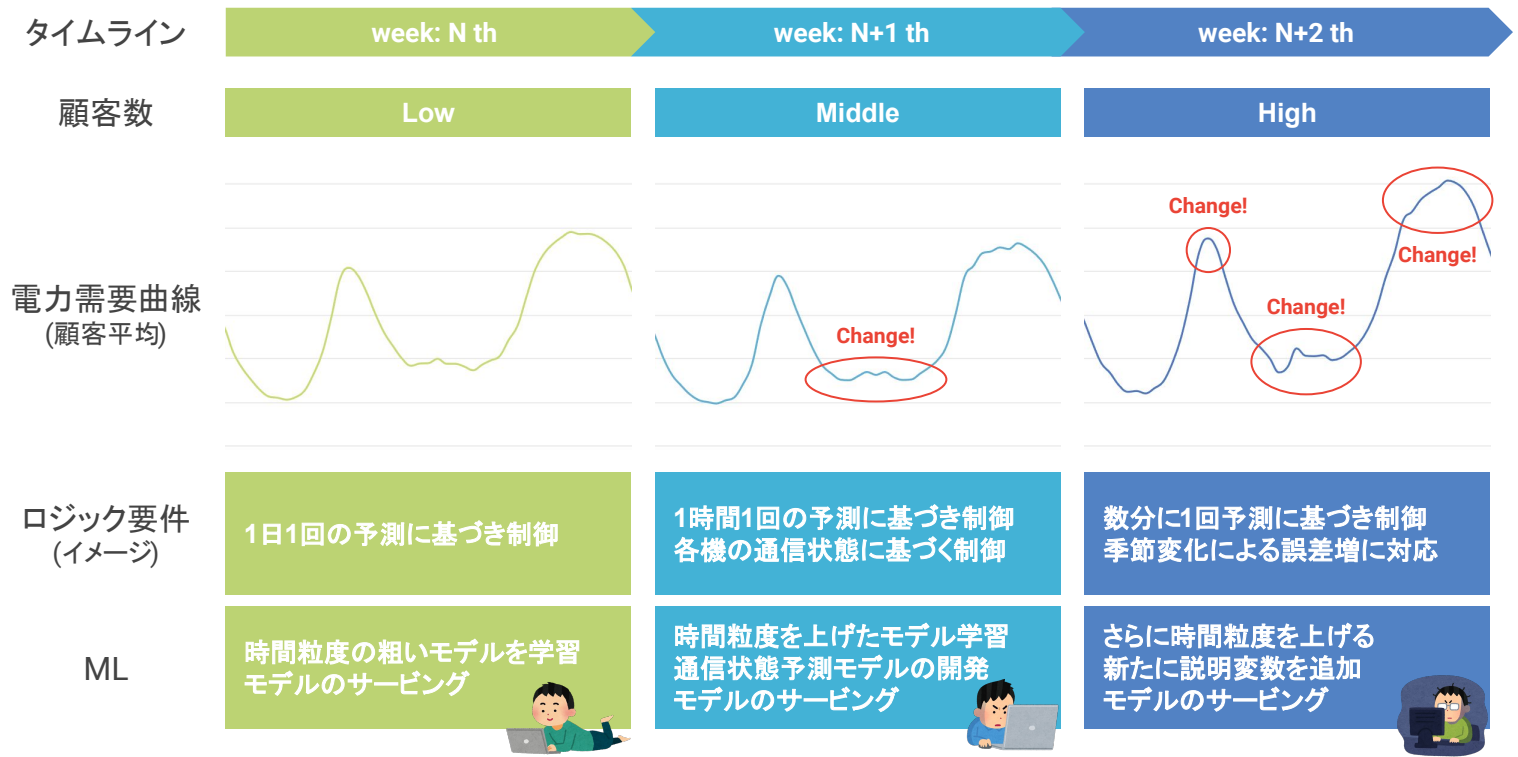 タイムライン
week: N th
week: N+1 th
week: N+2 th
顧客数
Low
Middle
High
電力需要曲線
(顧客平均)
Change!
Change!
Change!
Change!
ロジック要件
(イメージ)
1日1回の予測に基づき制御
1時間1回の予測に基づき制御
各機の通信状態に基づく制御
数分に1回予測に基づき制御
季節変化による誤差増に対応
ML
時間粒度の粗いモデルを学習
モデルのサービング
時間粒度を上げたモデル学習
通信状態予測モデルの開発
モデルのサービング
さらに時間粒度を上げる
新たに説明変数を追加
モデルのサービング